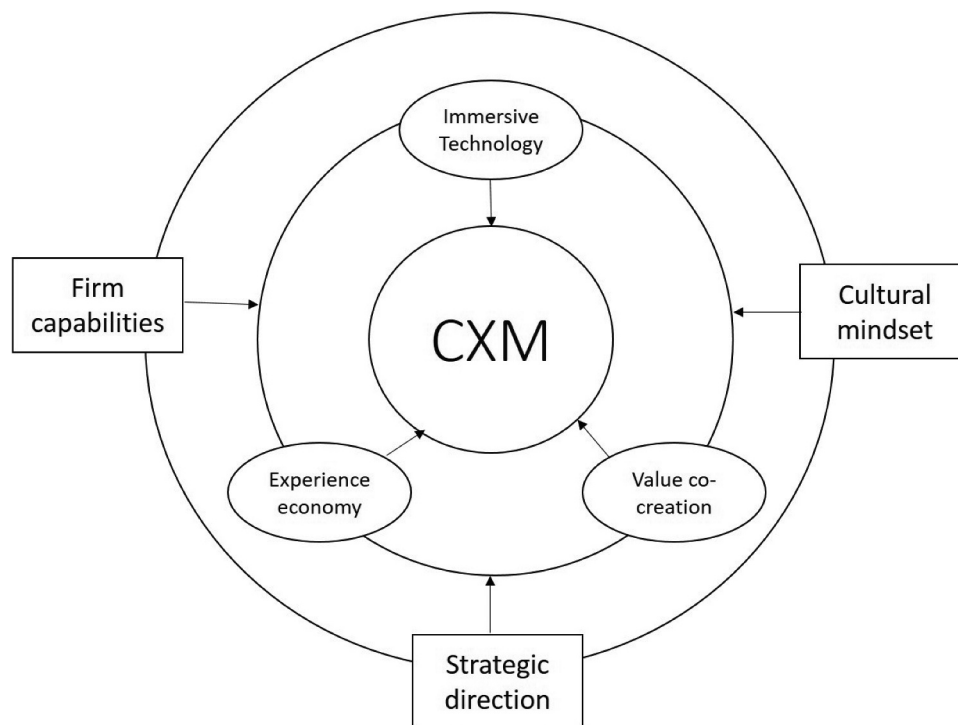 Immersive
Technology
Firm
capabilities
Cultural
mindset
CXM
Experience
economy
Value co-
creation
Strategic
direction